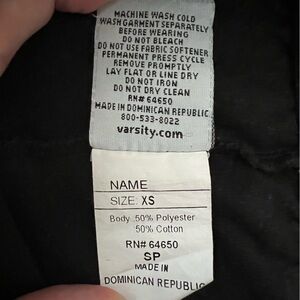 MACHINE WASH COLD
WASH GARMENT SEPARATELY
BEFORE WEARING
DO NOT BLEACH
DO NOT USE FABRIC SOFTENER
PERMANENT PRESS CYCLE
REMOVE PROMPTLY
LAY FLAT OR LINE DRY
DO NOT IRON
DO NOT DRY CLEAN
RN# 64650
MADE IN DOMINICAN REPUBLIC
800-533-8022
varsity.com
NAME
SIZE: XS
Body: 50% Polyester
50% Cotton
RN# 64650
SP
MADE IN
DOMINICAN REPUBLIC